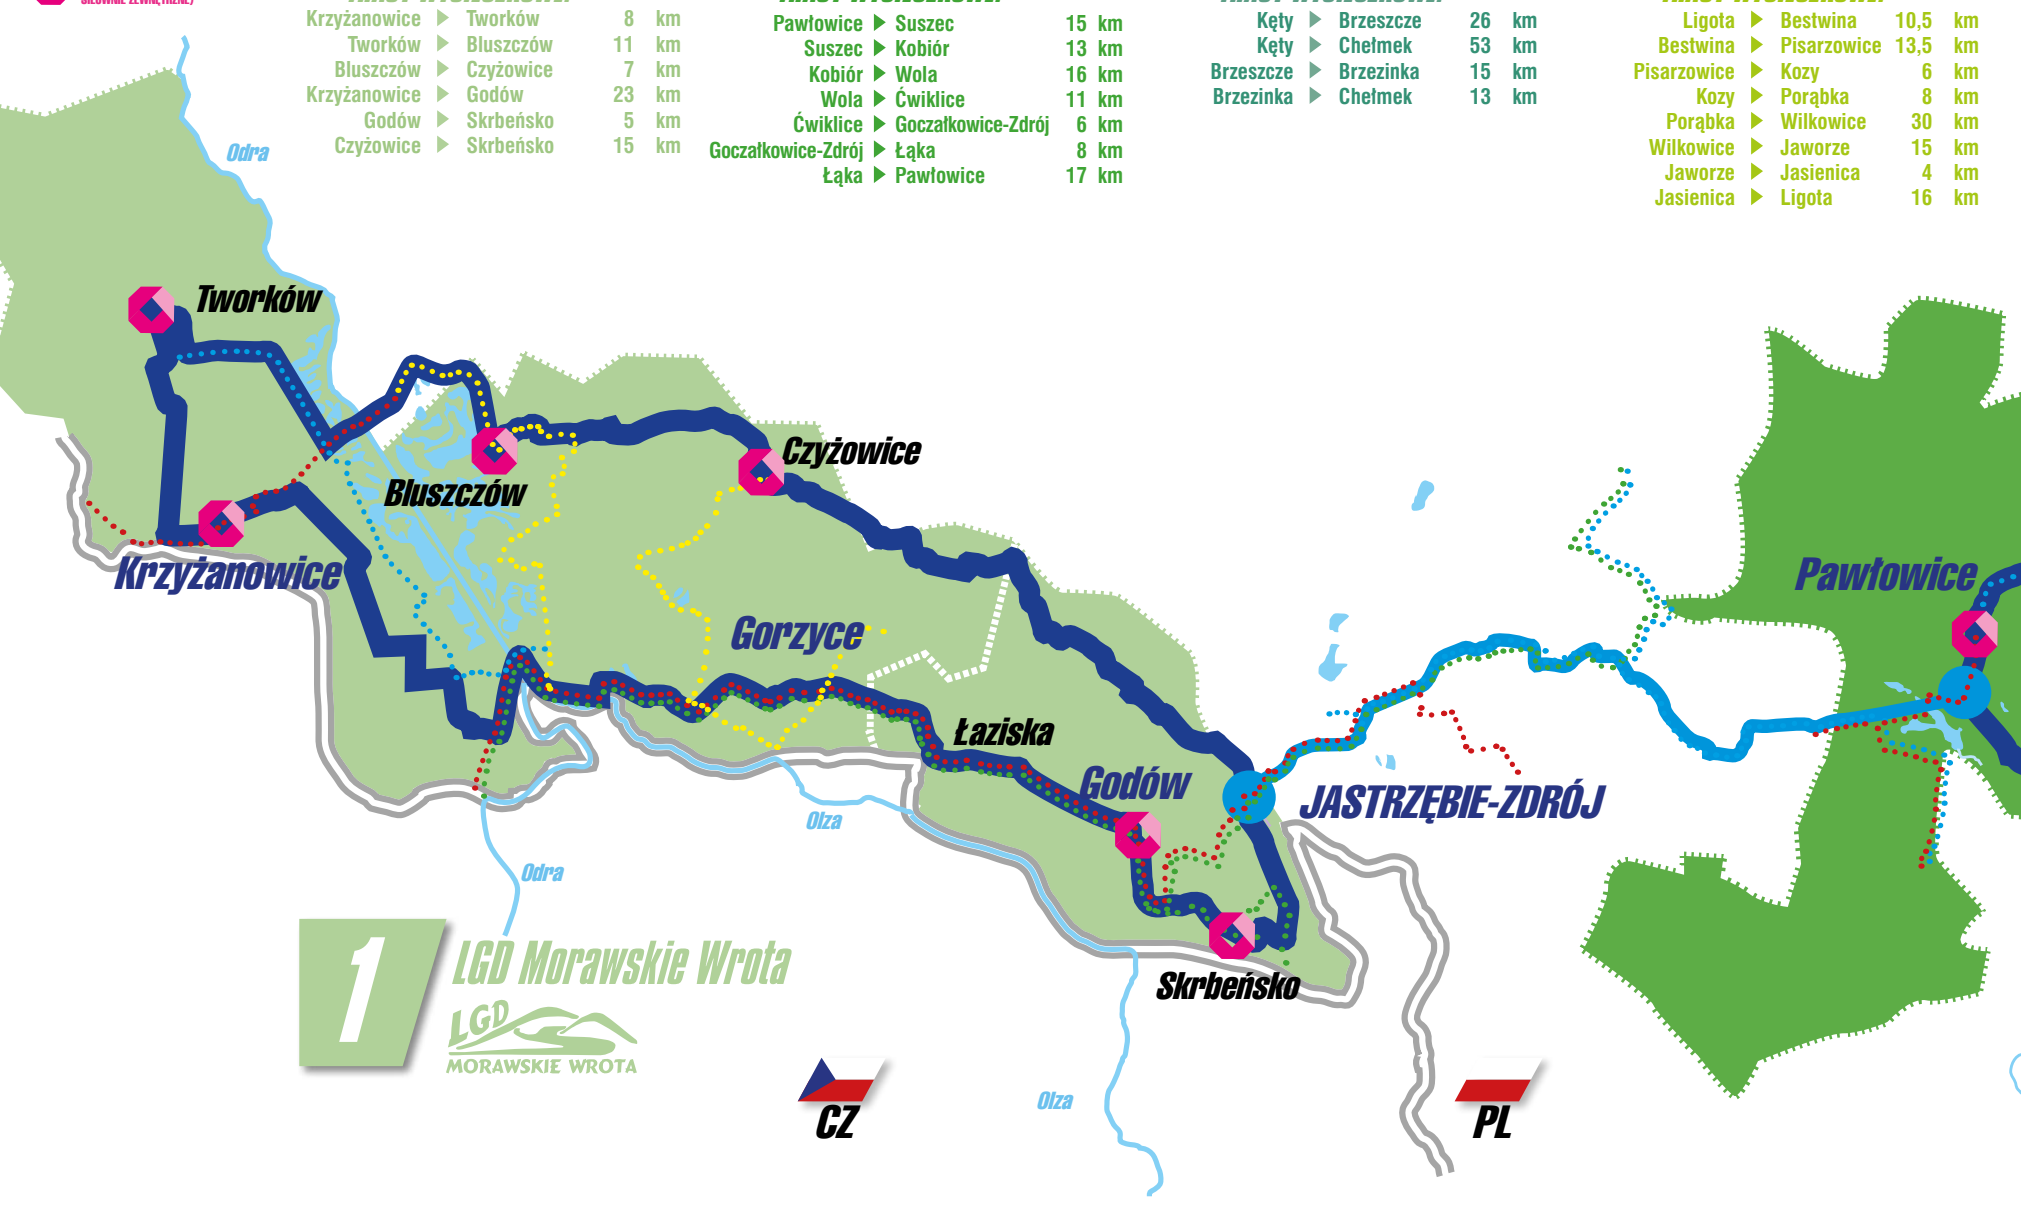 Krzyżanowice Tworków 8 km
Tworków Bluszczów 11 km
Bluszczów Czyżowice 7 km
Krzyżanowice Godów 23 km
Godów Skrbeńsko 5 km
Czyżowice Skrbeńsko 15 km
Pawłowice Suszec 15 km
Suszec Kobiór 13 km
Kobiór Wola 16 km
Wola Ćwiklice 11 km
Ćwiklice Goczałkowice-Zdrój 6 km
Goczałkowice-Zdrój Łąka 8 km
Łąka Pawłowice 17 km
Kęty Brzeszcze 26 km
Kęty Chełmek 53 km
Brzeszcze Brzezinka 15 km
Brzezinka Chełmek 13 km
Ligota Bestwina 10,5 km
Bestwina Pisarzowice 13,5 km
Pisarzowice Kozy 6 km
Kozy Porąbka 8 km
Porąbka Wilkowice 30 km
Wilkowice Jaworze 15 km
Jaworze Jasienica 4 km
Jasienica Ligota 16 km
Odra
Tworków
Czyżowice
Bluszczów
Krzyżanowice
Pawłowice
Gorzyce
Łaziska
Godów
JASTRZĘBIE-ZDRÓJ
Olza
Odra
1
LGD Morawskie Wrota
LGD
MORAWSKIE WROTA
Skrbeńsko
Olza
CZ
PL